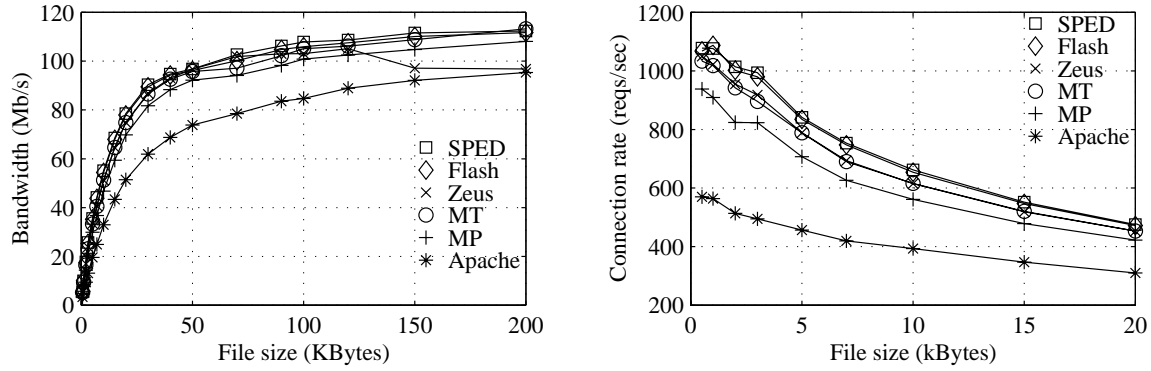 120
100
80
60
40
20
0
Bandwidth (Mb/s)
SPED
Flash
Zeus
MT
MP
Apache
0 50 100 150 200
File size (KBytes)
1200
1000
800
600
400
200
Connection rate (reqs/sec)
SPED
Flash
Zeus
MT
MP
Apache
0 5 10 15 20
File size (kBytes)